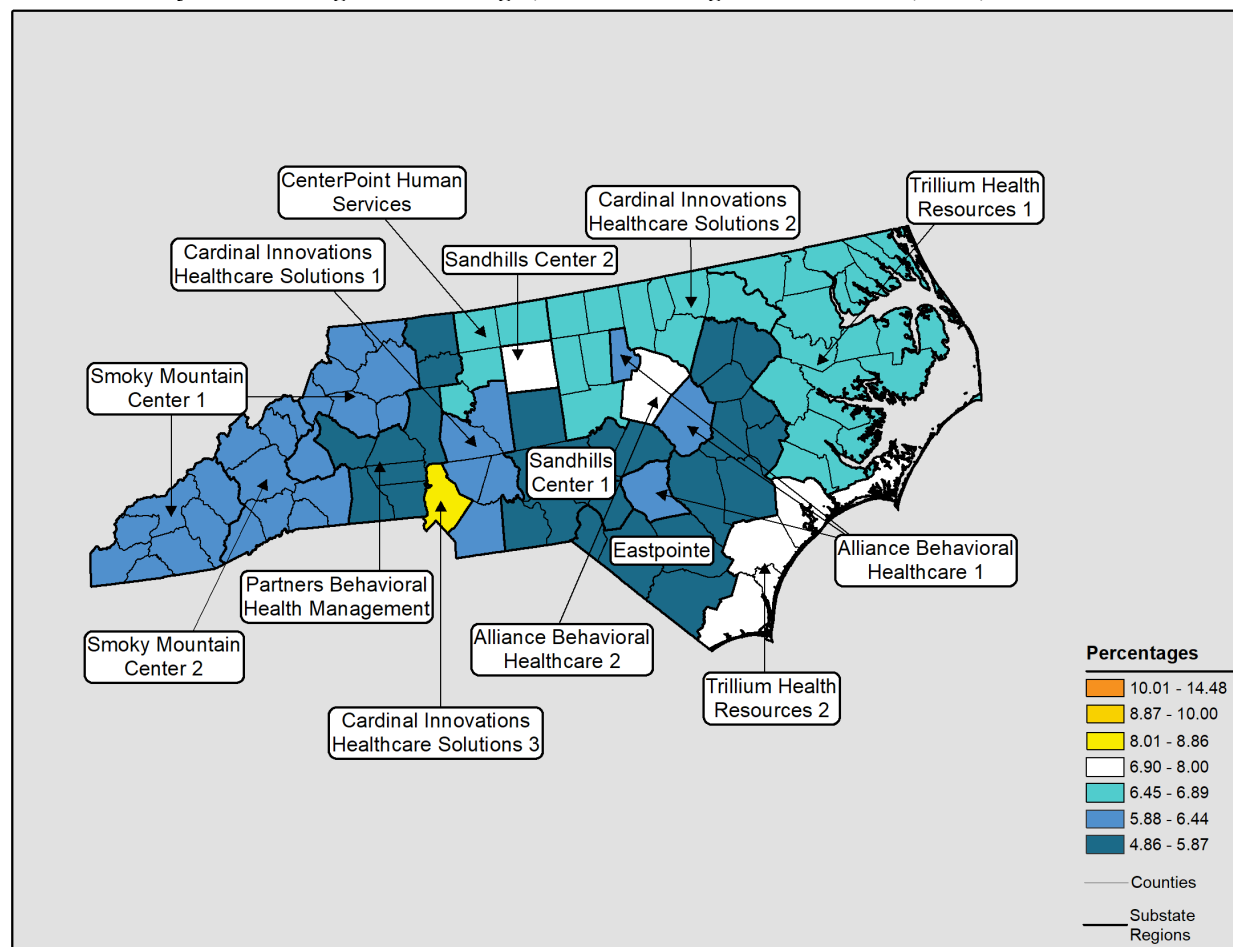 CenterPoint Human
Services
Cardinal Innovations
Healthcare Solutions 2
Trillium Health
Resources 1
Cardinal Innovations
Healthcare Solutions 1
Sandhills Center 2
Smoky Mountain
Center 1
Sandhills
Center 1
Eastpointe
Alliance Behavioral
Healthcare 1
Partners Behavioral
Health Management
Smoky Mountain
Center 2
Alliance Behavioral
Healthcare 2
Trillium Health
Resources 2
Cardinal Innovations
Healthcare Solutions 3
Percentages
10.01 - 14.48
8.87 - 10.00
8.01 - 8.86
6.90 - 8.00
6.45 - 6.89
5.88 - 6.44
4.86 - 5.87
Counties
Substate
Regions